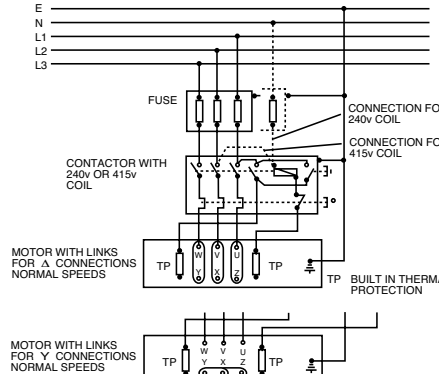 E
N
L1
L2
L3
FUSE
CONNECTION FO
240v COIL
CONNECTION FO
415v COIL
CONTACTOR WITH
240v OR 415v
COIL
I
O
MOTOR WITH LINKS
FOR Δ CONNECTIONS
NORMAL SPEEDS
TP
W V U
Y X Z
TP
TP BUILT IN THERMA
PROTECTION
MOTOR WITH LINKS
FOR Y CONNECTIONS
NORMAL SPEEDS
TP
W V U
Y X Z
TP